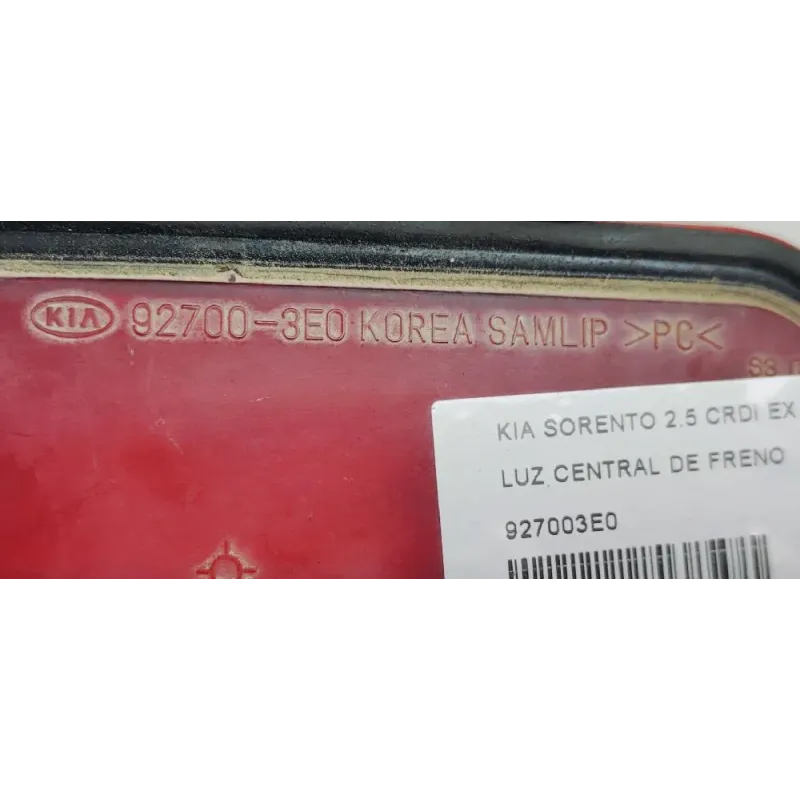 KIA 92700-3E0 KOREA SAMLIP >PC<
KIA SORENTO 2.5 CRDI EX
LUZ CENTRAL DE FRENO
927003E0